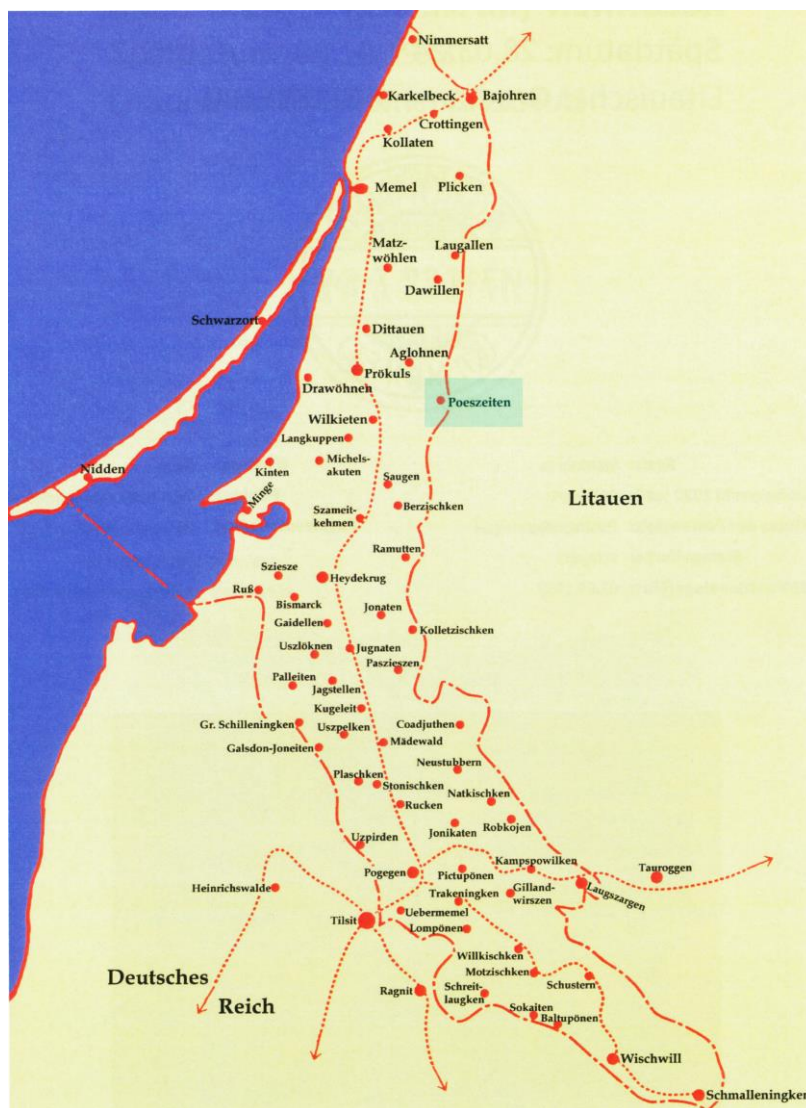 Nimmersatt
Karkelbeck
Bajohren
Crottingen
Kollaten
Memel
Plicken
Matz-
wöhlen
Laugallen
Dawillen
Schwarzort
Dittauen
Aglohnen
Prökuls
Drawöhnen
Poeszeiten
Wilkieten
Langkuppen
Michels-
akuten
Kinten
Nidden
Minge
Saugen
Berzischken
Litauen
Szameit-
kehmen
Ramutten
Sziesze
Heydekrug
Ruß
Bismarck
Jonaten
Gaidellen
Kolletzischken
Uszlöknen
Jugnaten
Paszieszen
Palleiten
Jagstellen
Kugeleit
Gr. Schilleningken
Uszpelken
Coadjuthen
Galsdon-Joneiten
Mädewald
Neustubbern
Plaschken
Stonischken
Natkischken
Rucken
Jonikaten
Robkojen
Uzpirden
Pogegen
Kampspowilken
Tauroggen
Pictupönen
Heinrichswalde
Trakeningken
Gilland-
wirszen
Laugszargen
Tilsit
Uebermemel
Lompönen
Willkischken
Deutsches
Reich
Motzischken
Schustern
Ragnit
Schreit-
laugken
Sokaiten
Baltupönen
Wischwill
Schmalleningken